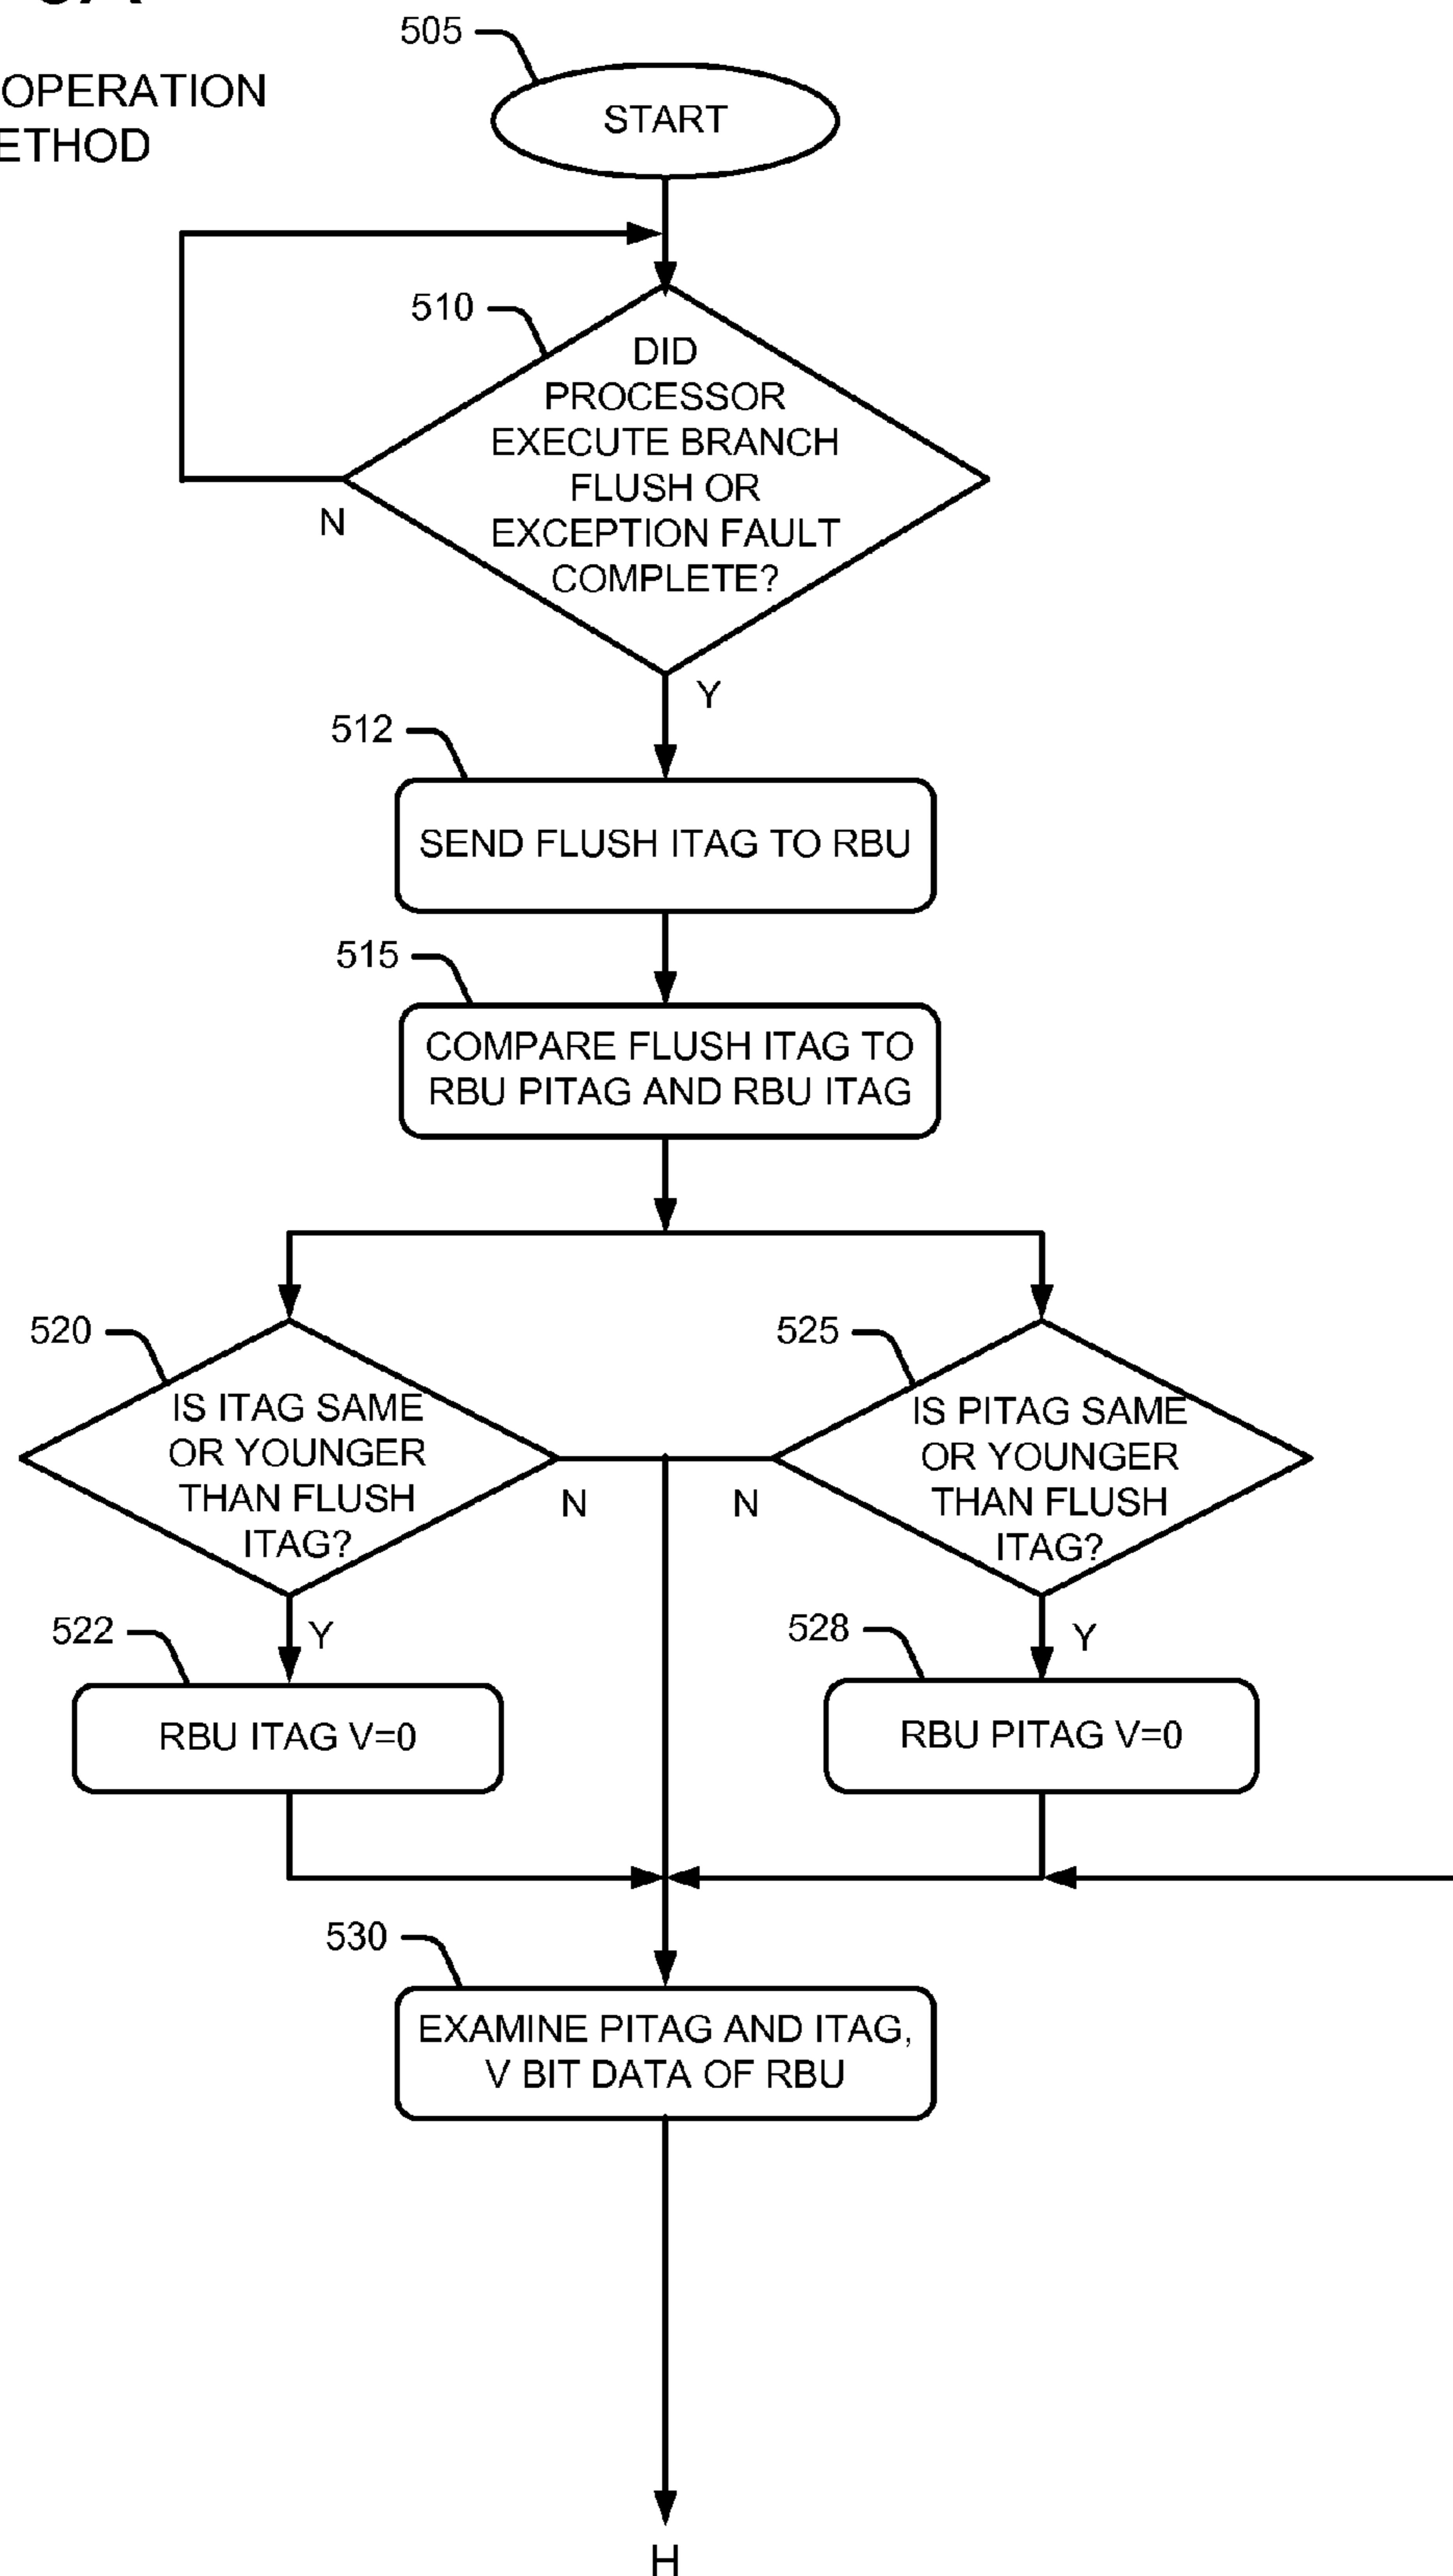 505
OPERATION
ETHOD
START
510
DID
PROCESSOR
EXECUTE BRANCH
FLUSH OR
EXCEPTION FAULT
COMPLETE?
N
Y
512
SEND FLUSH ITAG TO RBU
515
COMPARE FLUSH ITAG TO
RBU PITAG AND RBU ITAG
520
IS ITAG SAME
OR YOUNGER
THAN FLUSH
ITAG?
N
Y
525
IS PITAG SAME
OR YOUNGER
THAN FLUSH
ITAG?
N
Y
522
RBU ITAG V=0
528
RBU PITAG V=0
530
EXAMINE PITAG AND ITAG,
V BIT DATA OF RBU
H